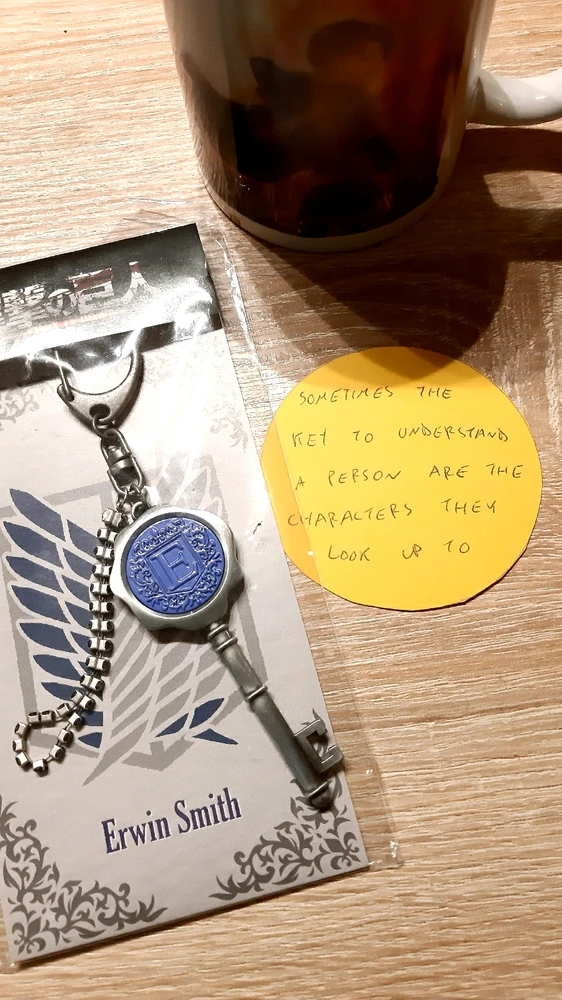 SOMETIMES THE
KEY TO UNDERSTAND
A PERSON ARE THE
CHARACTERS THEY
LOOK UP TO
E
Erwin Smith